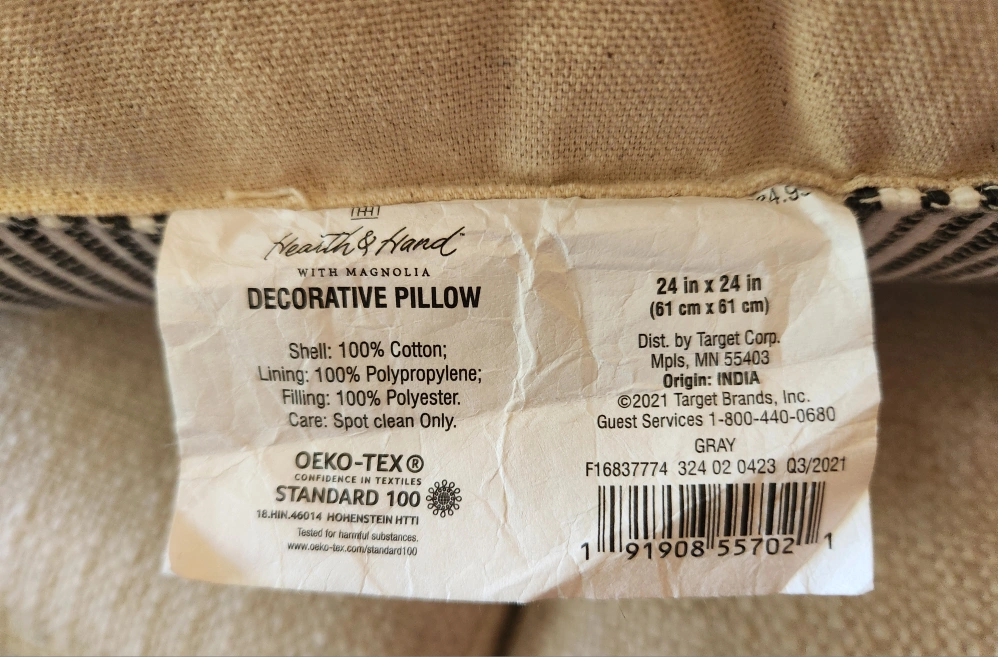 Hearth & Hand™
WITH MAGNOLIA
DECORATIVE PILLOW
Shell: 100% Cotton;
Lining: 100% Polypropylene;
Filling: 100% Polyester.
Care: Spot clean Only.
OEKO-TEX®
CONFIDENCE IN TEXTILES
STANDARD 100
18.HIN.46014 HOHENSTEIN HTTI
Tested for harmful substances.
www.oeko-tex.com/standard100
24 in x 24 in
(61 cm x 61 cm)
Dist. by Target Corp.
Mpls, MN 55403
Origin: INDIA
©2021 Target Brands, Inc.
Guest Services 1-800-440-0680
GRAY
F16837774 324 02 0423 Q3/2021
1 91908 55702 1